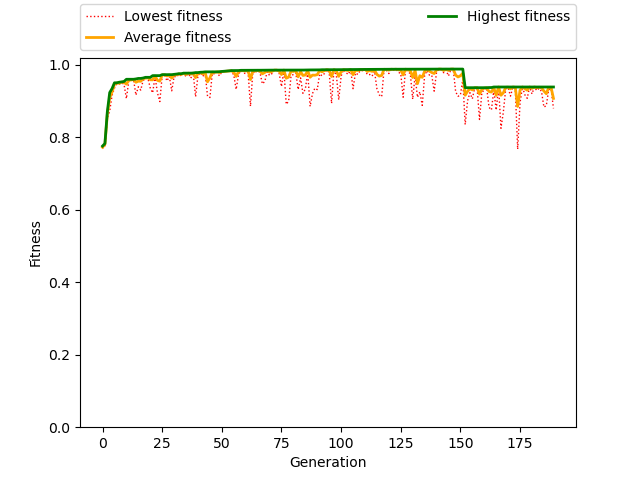 Lowest fitness
Average fitness
Highest fitness
1.0
0.8
0.6
0.4
0.2
0.0
Fitness
0 25 50 75 100 125 150 175
Generation